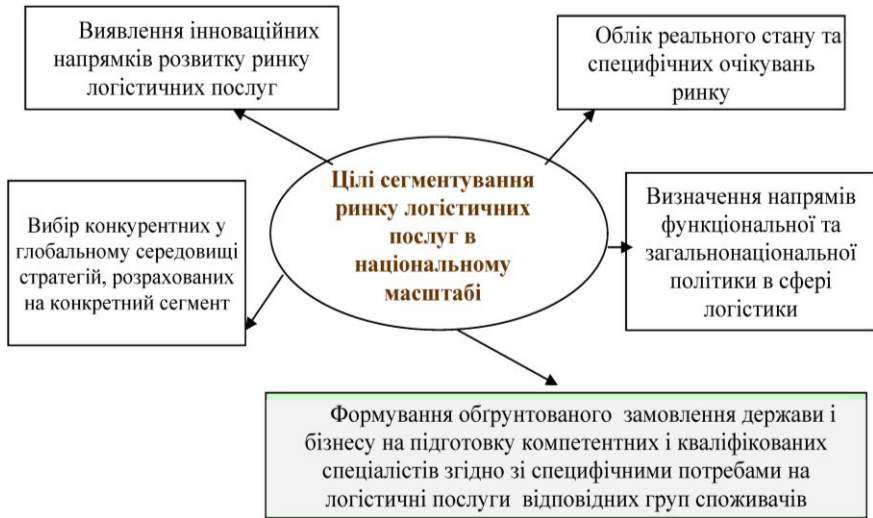 Виявлення інноваційних
напрямків розвитку ринку
логістичних послуг
Облік реального стану та
специфічних очікувань
ринку
Цілі сегментування
ринку логістичних
послуг в
національному
масштабі
Вибір конкурентних у
глобальному середовищі
стратегій, розрахованих
на конкретний сегмент
Визначення напрямів
функціональної та
загальнонаціональної
політики в сфері
логістики
Формування обґрунтованого замовлення держави і
бізнесу на підготовку компетентних і кваліфікованих
спеціалістів згідно зі специфічними потребами на
логістичні послуги відповідних груп споживачів